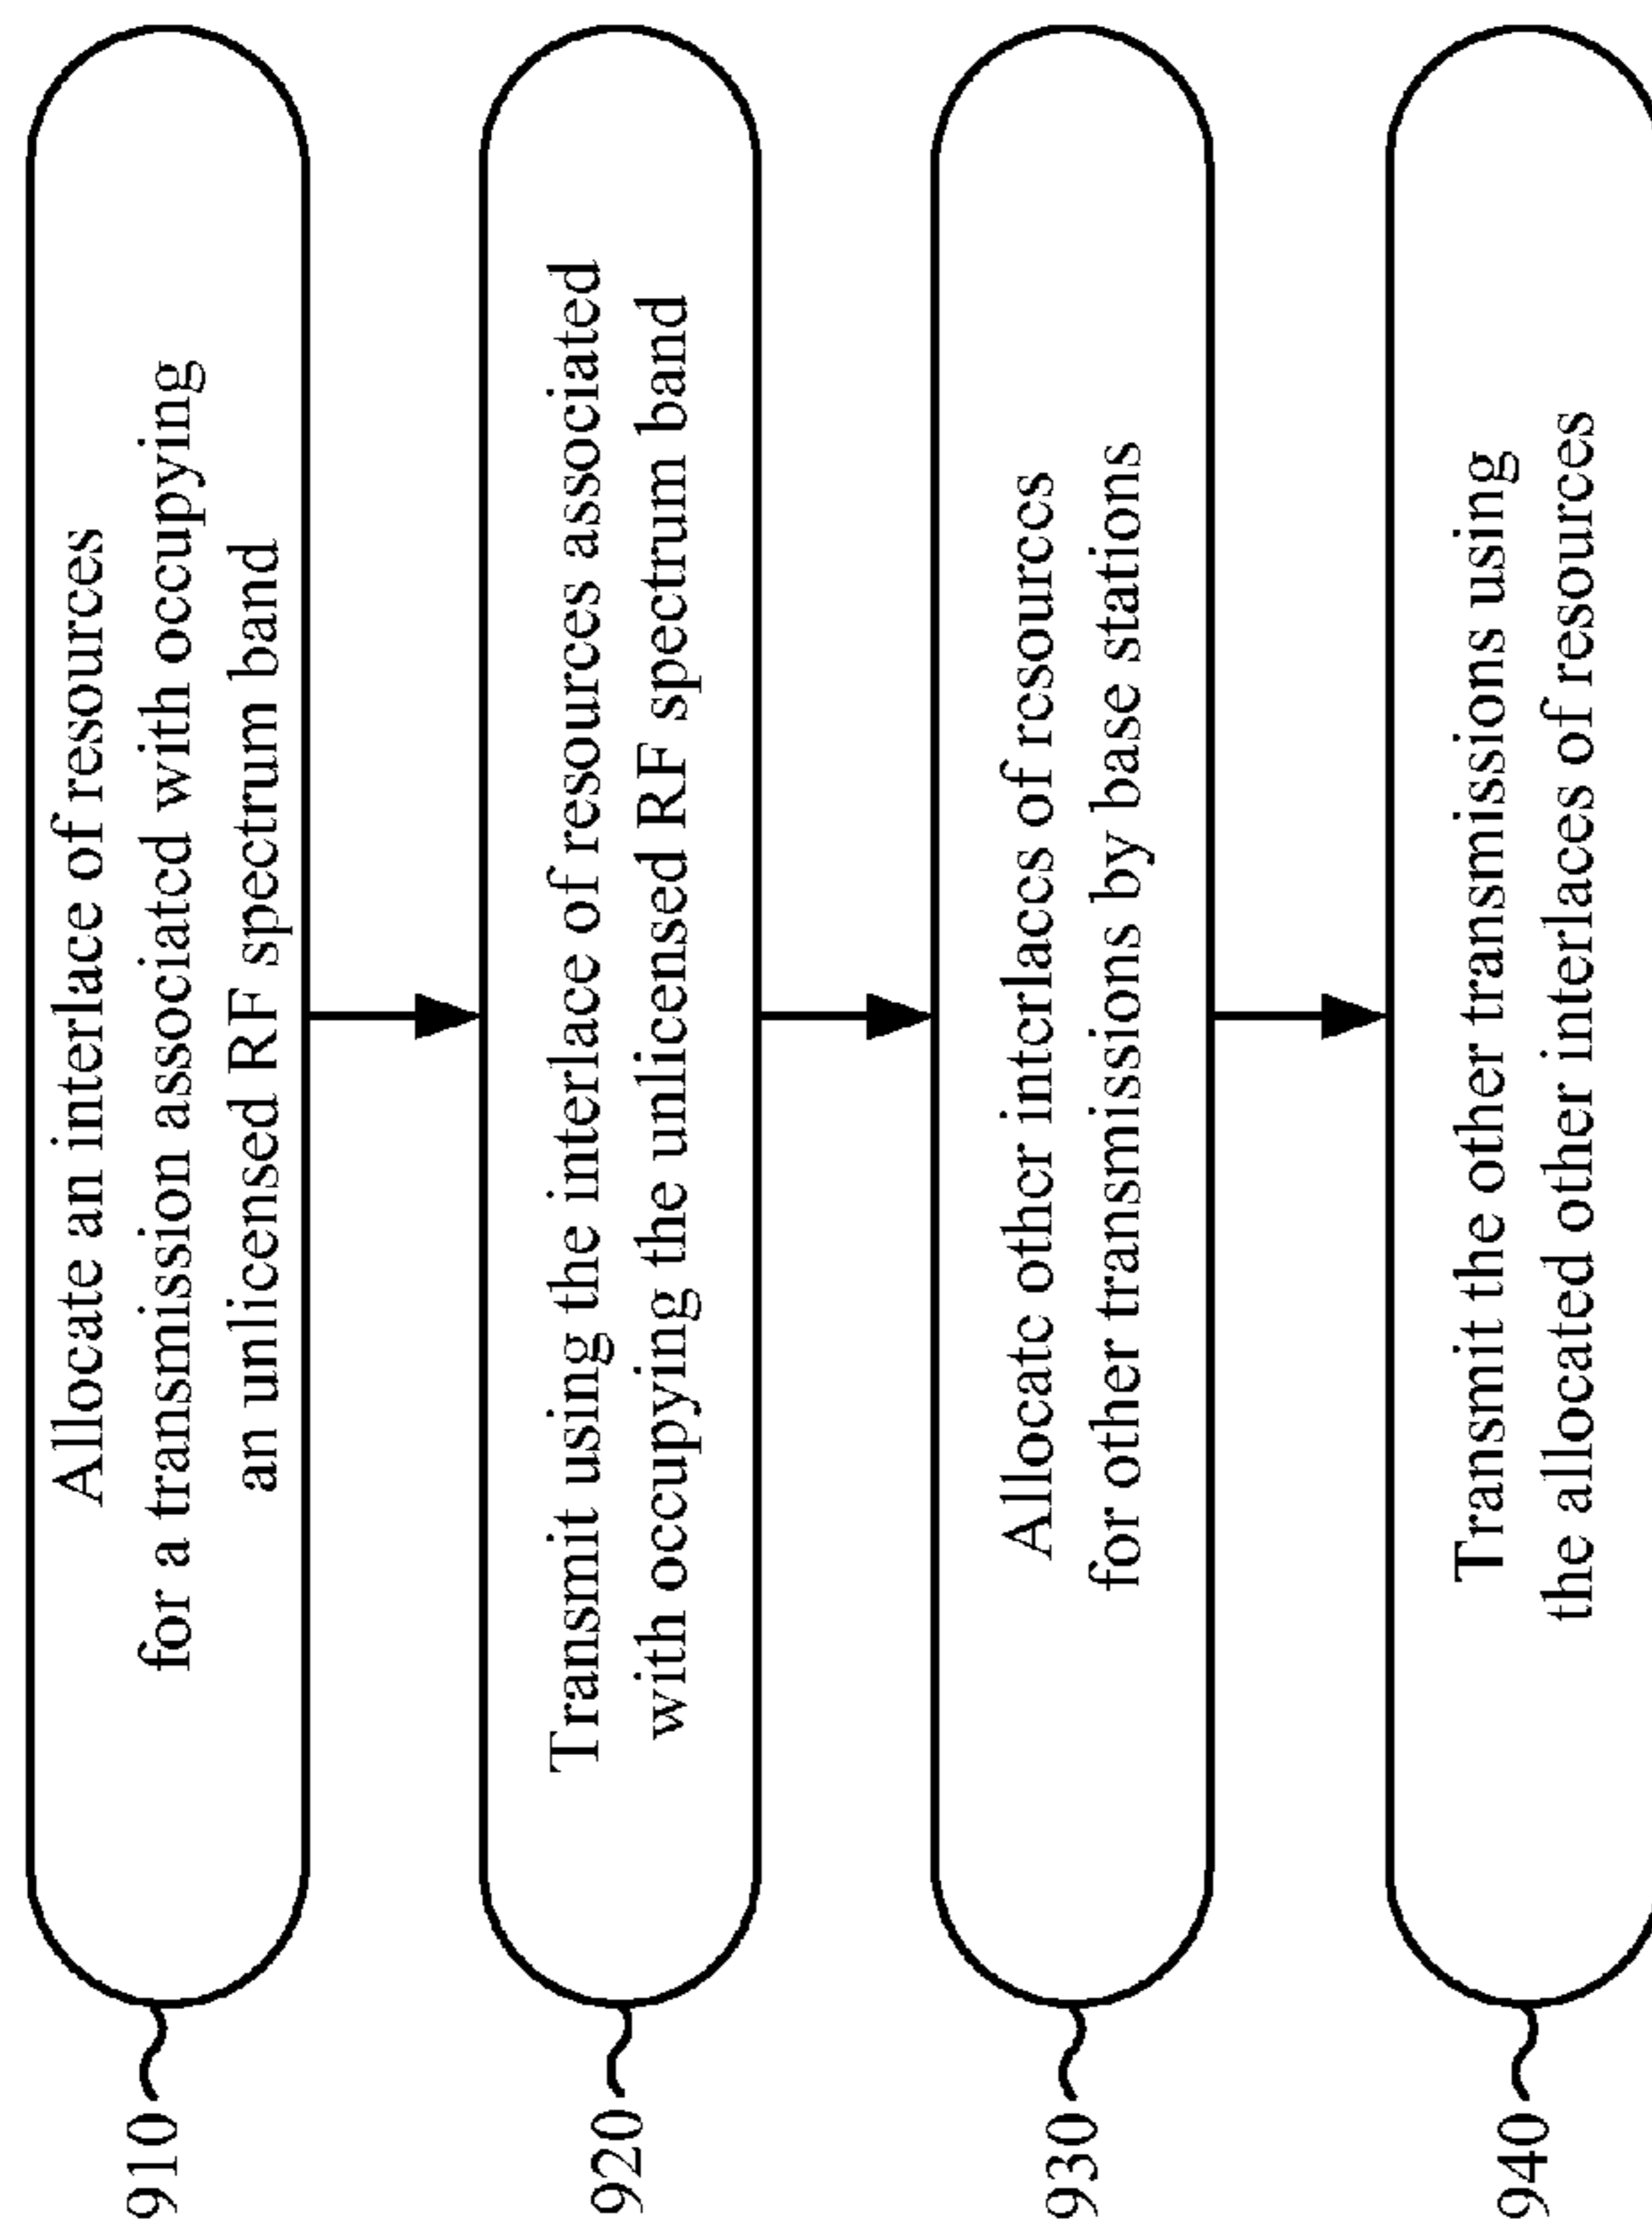 Allocate an interlace of resources
for a transmission associated with occupying
an unlicensed RF spectrum band
910
Transmit using the interlace of resources associated
with occupying the unlicensed RF spectrum band
920
Allocate other interlaces of resources
for other transmissions by base stations
930
Transmit the other transmissions using
the allocated other interlaces of resources
940